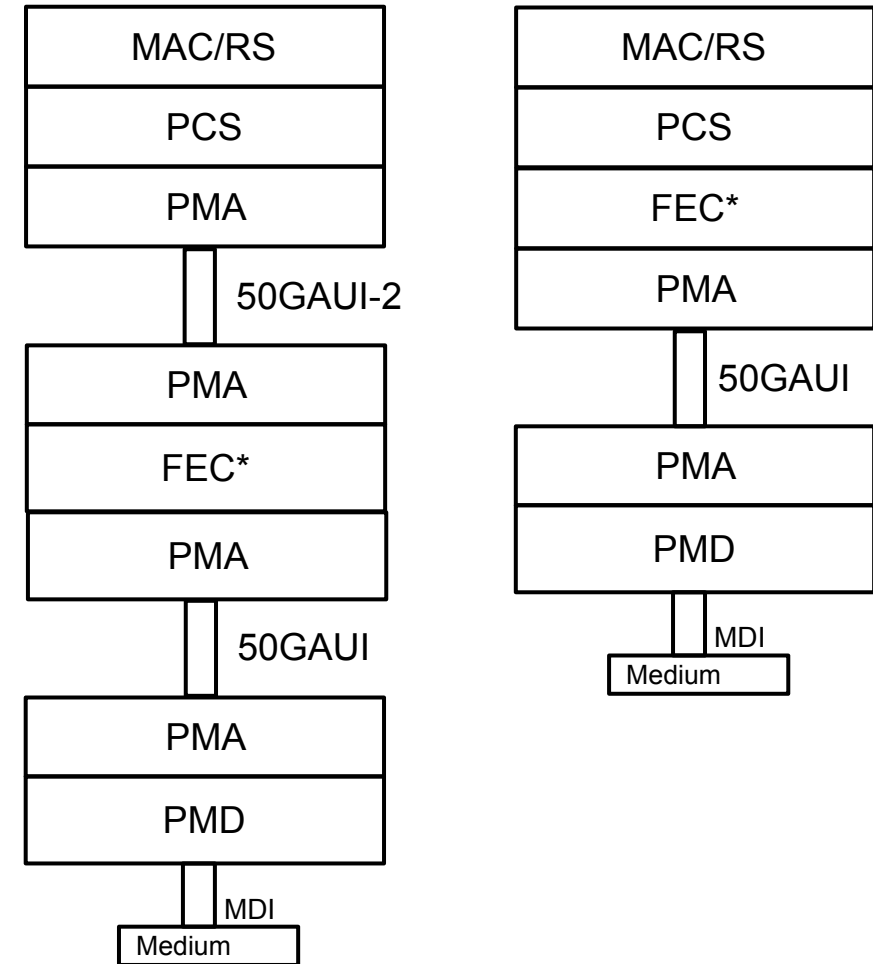 MAC/RS
PCS
PMA
50GAUI-2
PMA
FEC*
PMA
50GAUI
PMA
PMD
MDI
Medium
MAC/RS
PCS
FEC*
PMA
50GAUI
PMA
PMD
MDI
Medium